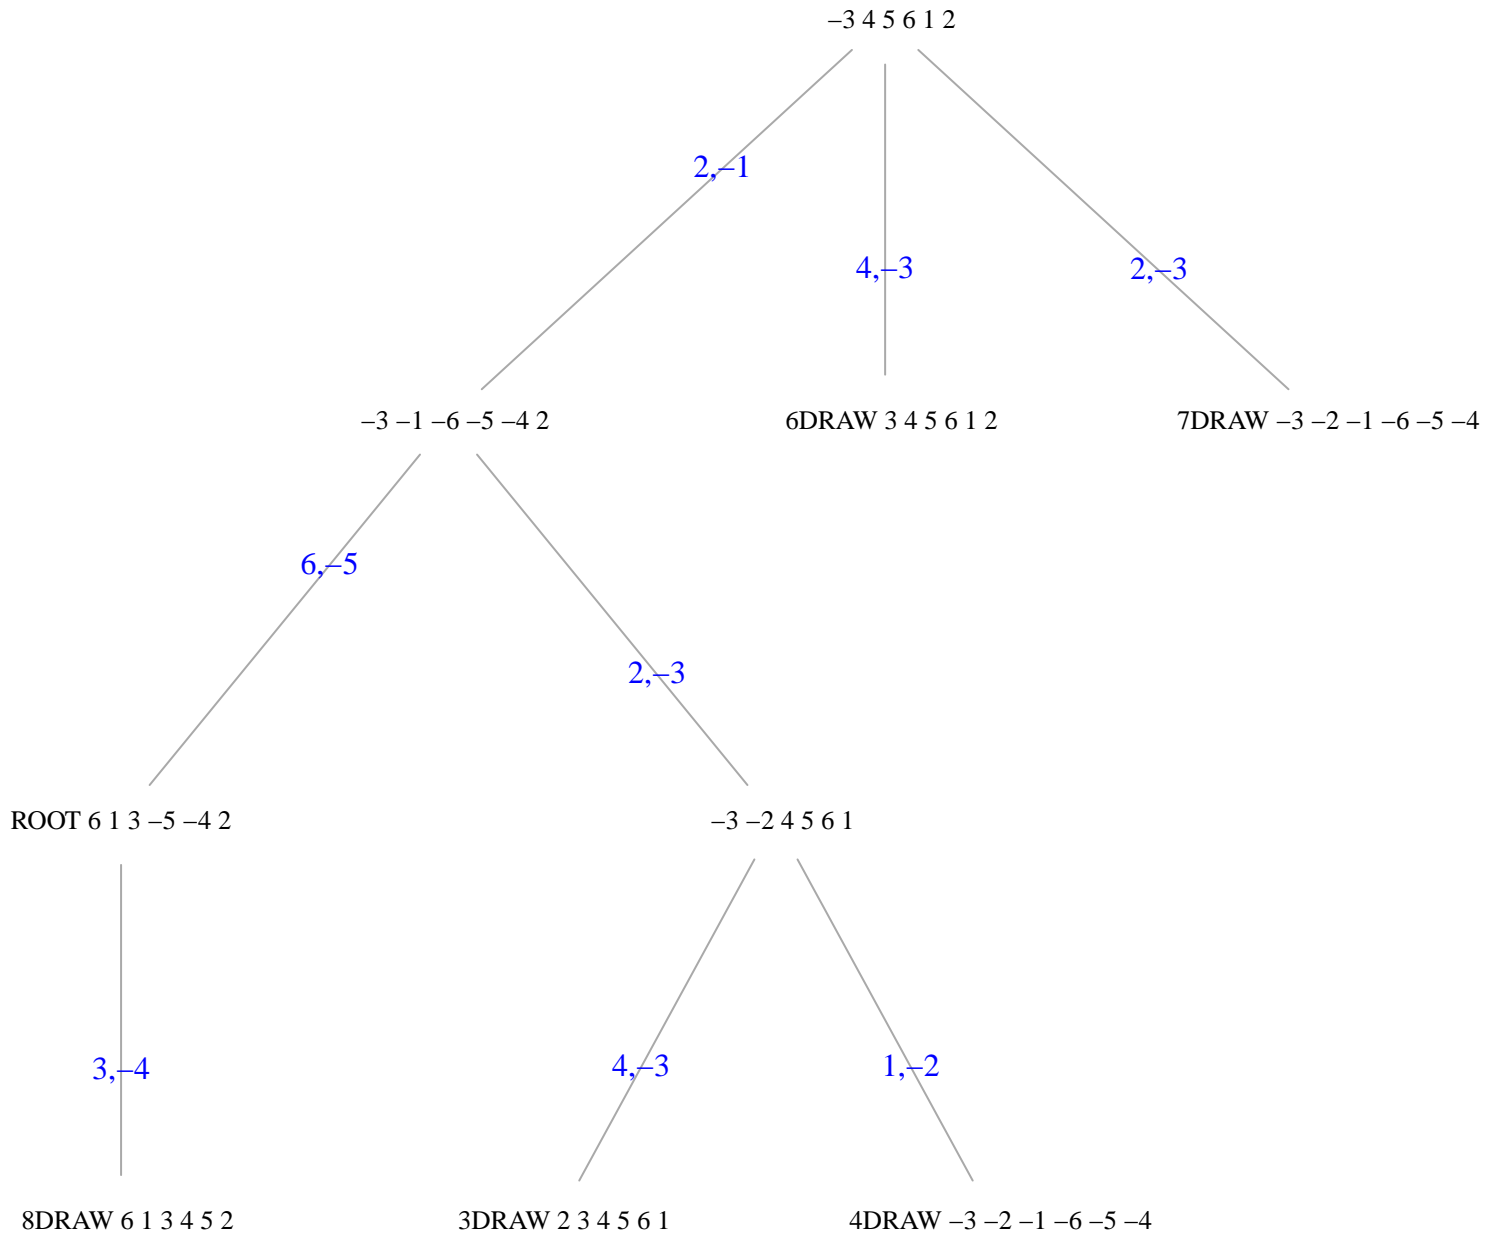 –3 4 5 6 1 2
2,–1
4,–3
2,–3
–3 –1 –6 –5 –4 2
6DRAW 3 4 5 6 1 2
7DRAW –3 –2 –1 –6 –5 –4
6,–5
2,–3
ROOT 6 1 3 –5 –4 2
–3 –2 4 5 6 1
3,–4
4,–3
1,–2
8DRAW 6 1 3 4 5 2
3DRAW 2 3 4 5 6 1
4DRAW –3 –2 –1 –6 –5 –4